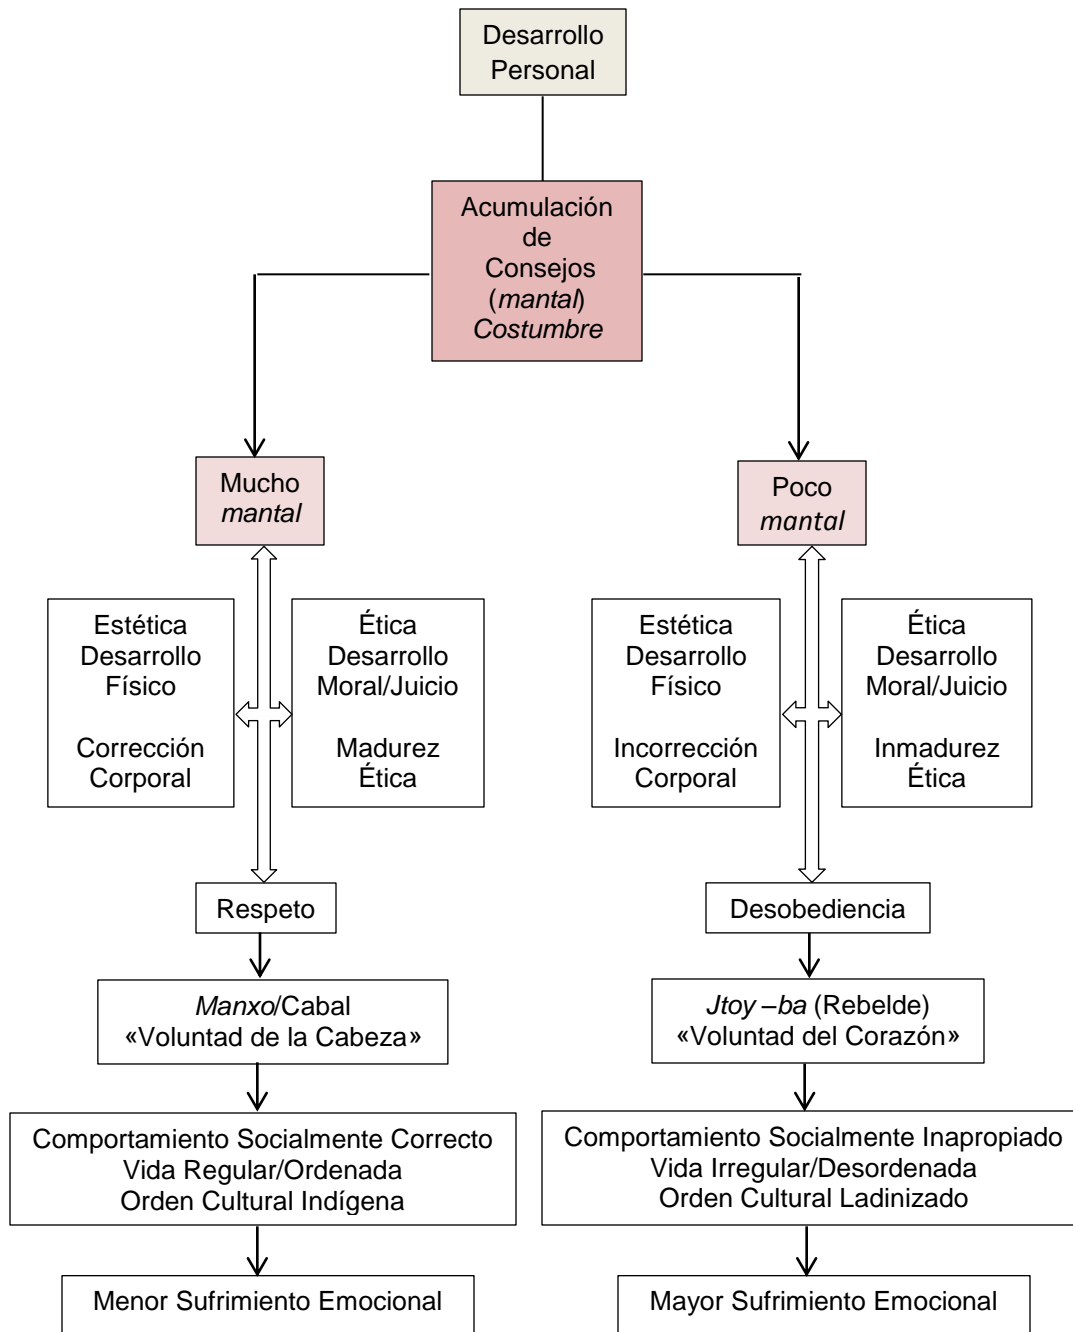 Desarrollo
Personal
Acumulación
de
Consejos
(mantal)
Costumbre
Mucho
mantal
Poco
mantal
Estética
Desarrollo
Físico
Corrección
Corporal
Ética
Desarrollo
Moral/Juicio
Madurez
Ética
Estética
Desarrollo
Físico
Incorrección
Corporal
Ética
Desarrollo
Moral/Juicio
Inmadurez
Ética
Respeto
Desobediencia
Manxo/Cabal
«Voluntad de la Cabeza»
Jtoy –ba (Rebelde)
«Voluntad del Corazón»
Comportamiento Socialmente Correcto
Vida Regular/Ordenada
Orden Cultural Indígena
Comportamiento Socialmente Inapropiado
Vida Irregular/Desordenada
Orden Cultural Ladinizado
Menor Sufrimiento Emocional
Mayor Sufrimiento Emocional